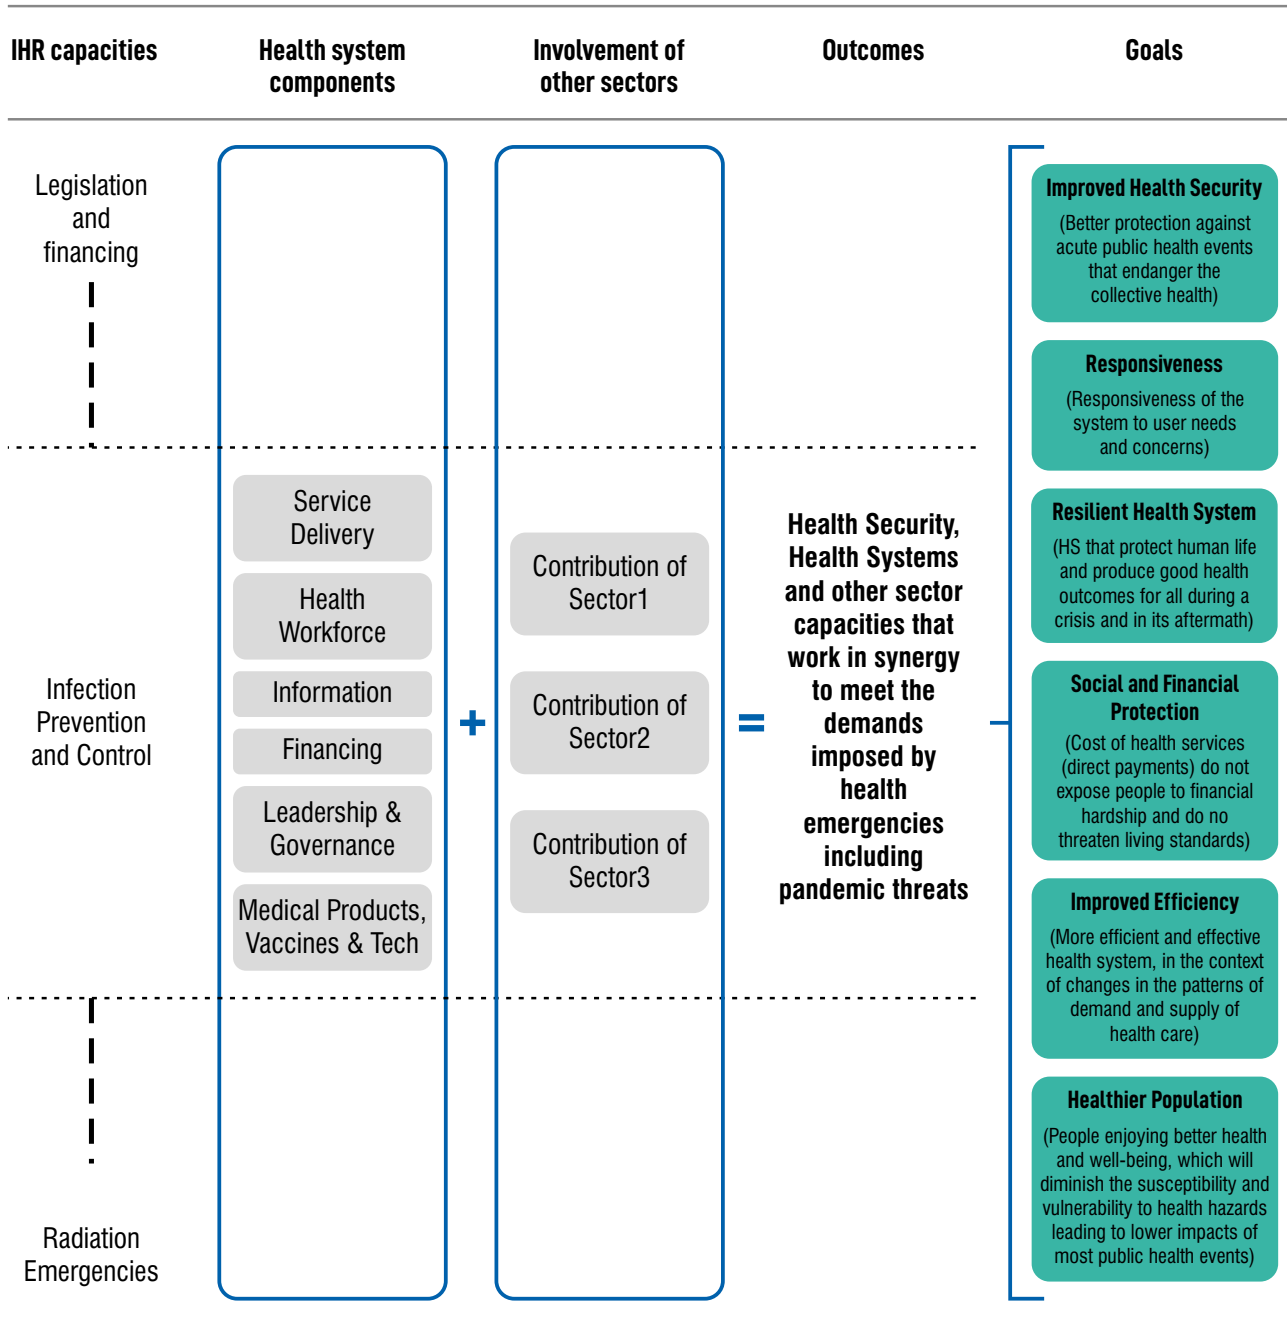 IHR capacities
Health system
components
Involvement of
other sectors
Outcomes
Goals
Legislation
and
financing
Infection
Prevention
and Control
Radiation
Emergencies
Service
Delivery
Health
Workforce
Information
Financing
Leadership &
Governance
Medical Products,
Vaccines & Tech
+
Contribution of
Sector1
Contribution of
Sector2
Contribution of
Sector3
=
Health Security,
Health Systems
and other sector
capacities that
work in synergy
to meet the
demands
imposed by
health
emergencies
including
pandemic threats
Improved Health Security
(Better protection against
acute public health events
that endanger the
collective health)
Responsiveness
(Responsiveness of the
system to user needs
and concerns)
Resilient Health System
(HS that protect human life
and produce good health
outcomes for all during a
crisis and in its aftermath)
Social and Financial
Protection
(Cost of health services
(direct payments) do not
expose people to financial
hardship and do no
threaten living standards)
Improved Efficiency
(More efficient and effective
health system, in the context
of changes in the patterns of
demand and supply of
health care)
Healthier Population
(People enjoying better health
and well-being, which will
diminish the susceptibility and
vulnerability to health hazards
leading to lower impacts of
most public health events)